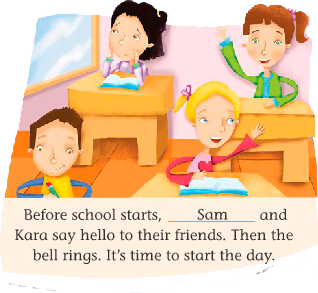 Before school starts, ___Sam___ and
Kara say hello to their friends. Then the
bell rings. It's time to start the day.